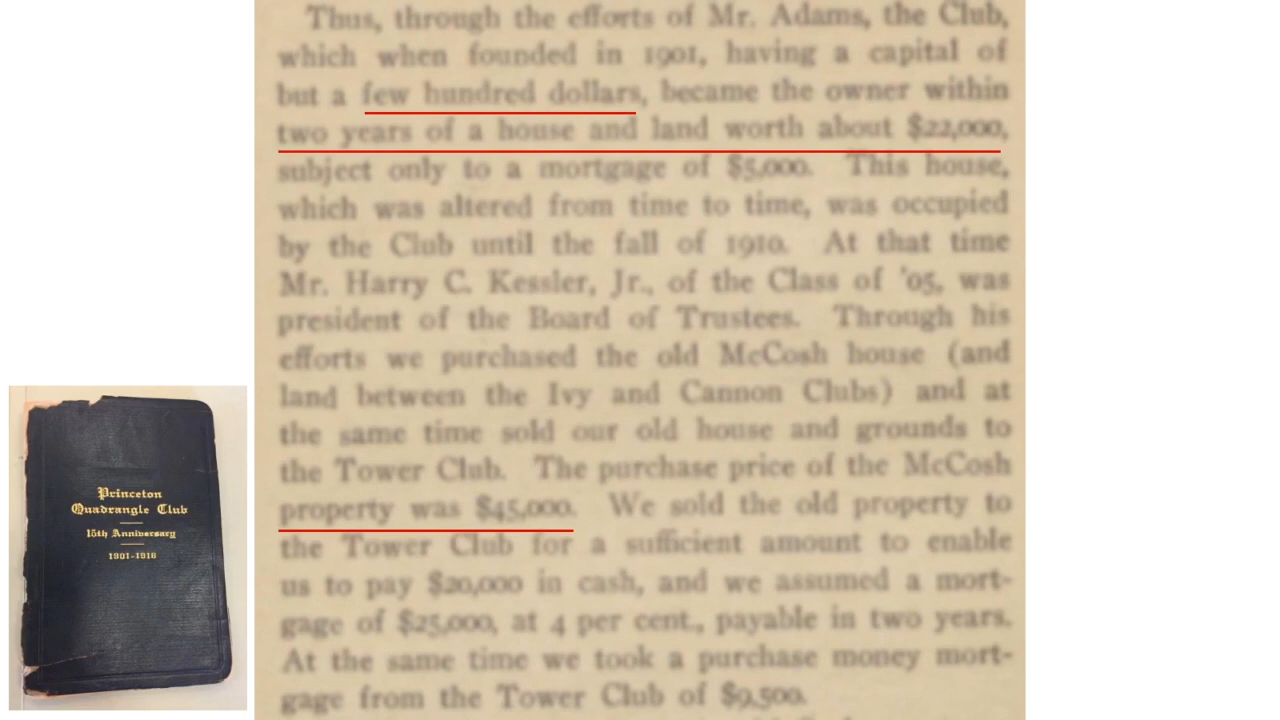 Thus, through the efforts of Mr. Adams, the Club,
which when founded in 1901, having a capital of
but a few hundred dollars, became the owner within
two years of a house and land worth about $22,000,
subject only to a mortgage of $5,000. This house,
which was altered from time to time, was occupied
by the Club until the fall of 1910. At that time
Mr. Harry C. Kessler, Jr., of the Class of '05, was
president of the Board of Trustees. Through his
efforts we purchased the old McCosh house (and
land between the Ivy and Cannon Clubs) and at
the same time sold our old house and grounds to
the Tower Club. The purchase price of the McCosh
property was $45,000. We sold the old property to
the Tower Club for a sufficient amount to enable
us to pay $20,000 in cash, and we assumed a mort-
gage of $25,000, at 4 per cent., payable in two years.
At the same time we took a purchase money mort-
gage from the Tower Club of $9,500.
Princeton
Quadrangle Club
15th Anniversary
1901-1916